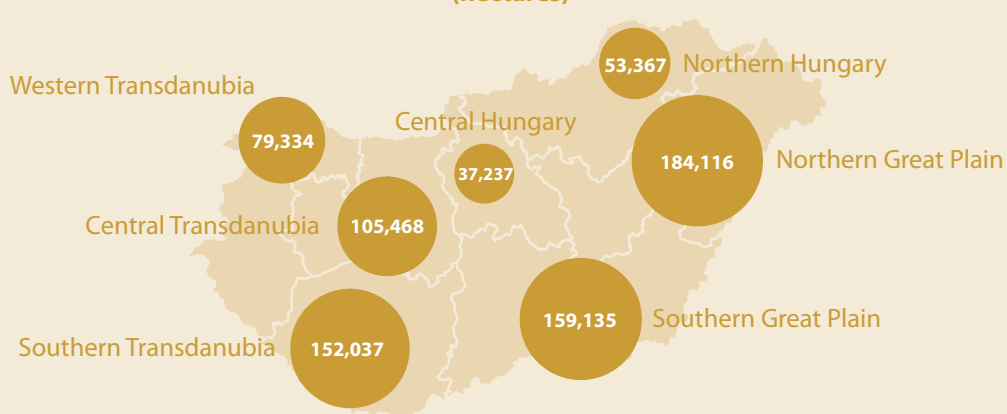 53,367 Northern Hungary
Western Transdanubia
79,334
Central Hungary
37,237
184,116 Northern Great Plain
Central Transdanubia 105,468
159,135 Southern Great Plain
Southern Transdanubia 152,037